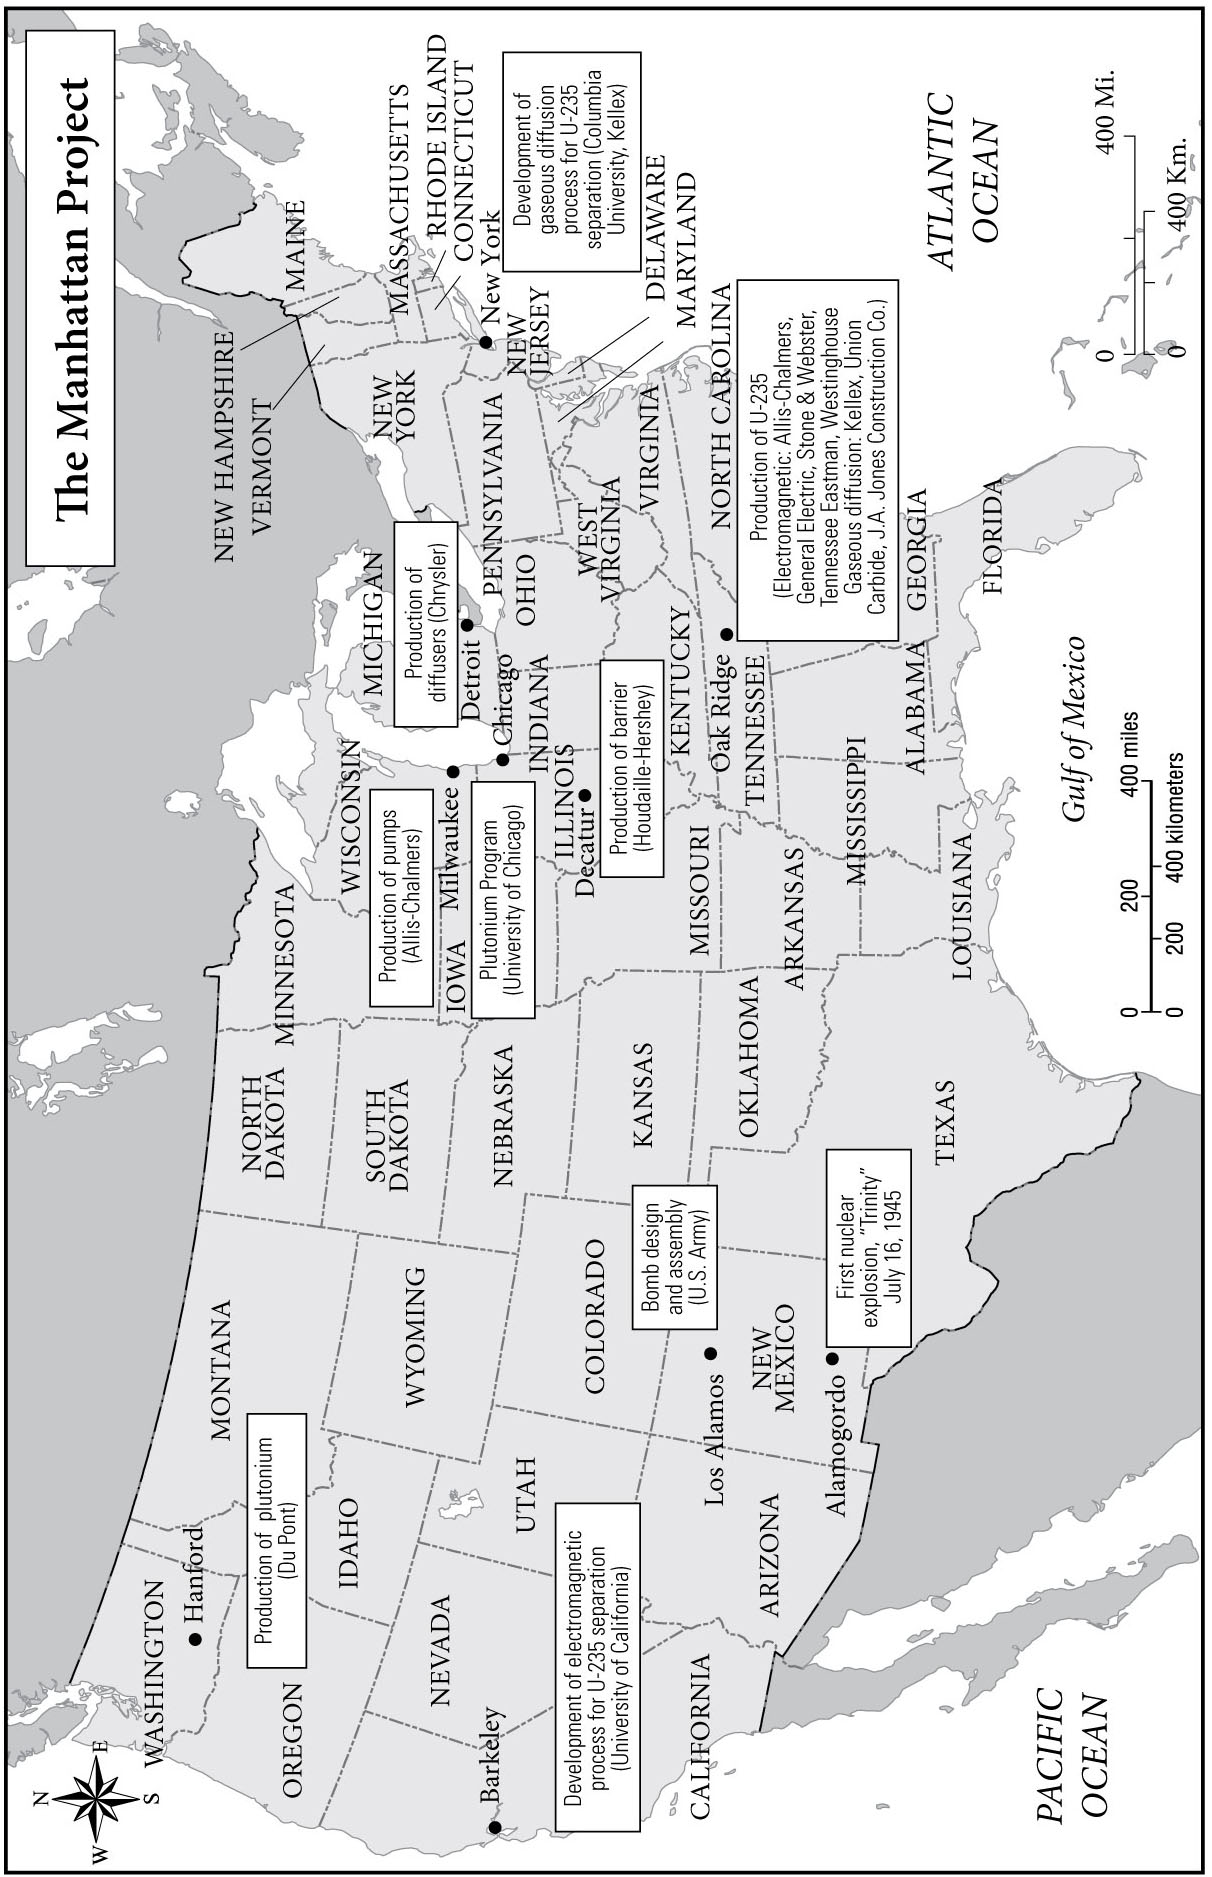 The Manhattan Project
N
W
E
S
WASHINGTON
Hanford
Production of plutonium
(Du Pont)
OREGON
IDAHO
MONTANA
NORTH
DAKOTA
MINNESOTA
SOUTH
DAKOTA
WYOMING
NEBRASKA
IOWA
WISCONSIN
Production of pumps
(Allis-Chalmers)
Milwaukee
Plutonium Program
(University of Chicago)
Chicago
MICHIGAN
Production of
diffusers (Chrysler)
Detroit
NEW HAMPSHIRE
VERMONT
MAINE
MASSACHUSETTS
RHODE ISLAND
CONNECTICUT
NEW
YORK
New York
Development of
gaseous diffusion
process for U-235
separation (Columbia
University, Kellex)
NEW
JERSEY
PENNSYLVANIA
DELAWARE
MARYLAND
OHIO
INDIANA
ILLINOIS
Decatur
Production of barrier
(Houdaille-Hershey)
WEST
VIRGINIA
VIRGINIA
KENTUCKY
NORTH CAROLINA
Oak Ridge
TENNESSEE
Production of U-235
(Electromagnetic: Allis-Chalmers,
General Electric, Stone & Webster,
Tennessee Eastman, Westinghouse
Gaseous diffusion: Kellex, Union
Carbide, J.A. Jones Construction Co.)
Barkeley
NEVADA
UTAH
COLORADO
KANSAS
MISSOURI
Development of electromagnetic
process for U-235 separation
(University of California)
CALIFORNIA
ARIZONA
Bomb design
and assembly
(U.S. Army)
Los Alamos
NEW
MEXICO
Alamogordo
First nuclear
explosion, “Trinity”
July 16, 1945
OKLAHOMA
ARKANSAS
TEXAS
LOUISIANA
MISSISSIPPI
ALABAMA
GEORGIA
FLORIDA
PACIFIC
OCEAN
Gulf of Mexico
ATLANTIC
OCEAN
0 200 400 miles
0 200 400 kilometers
0 400 Mi.
0 400 Km.